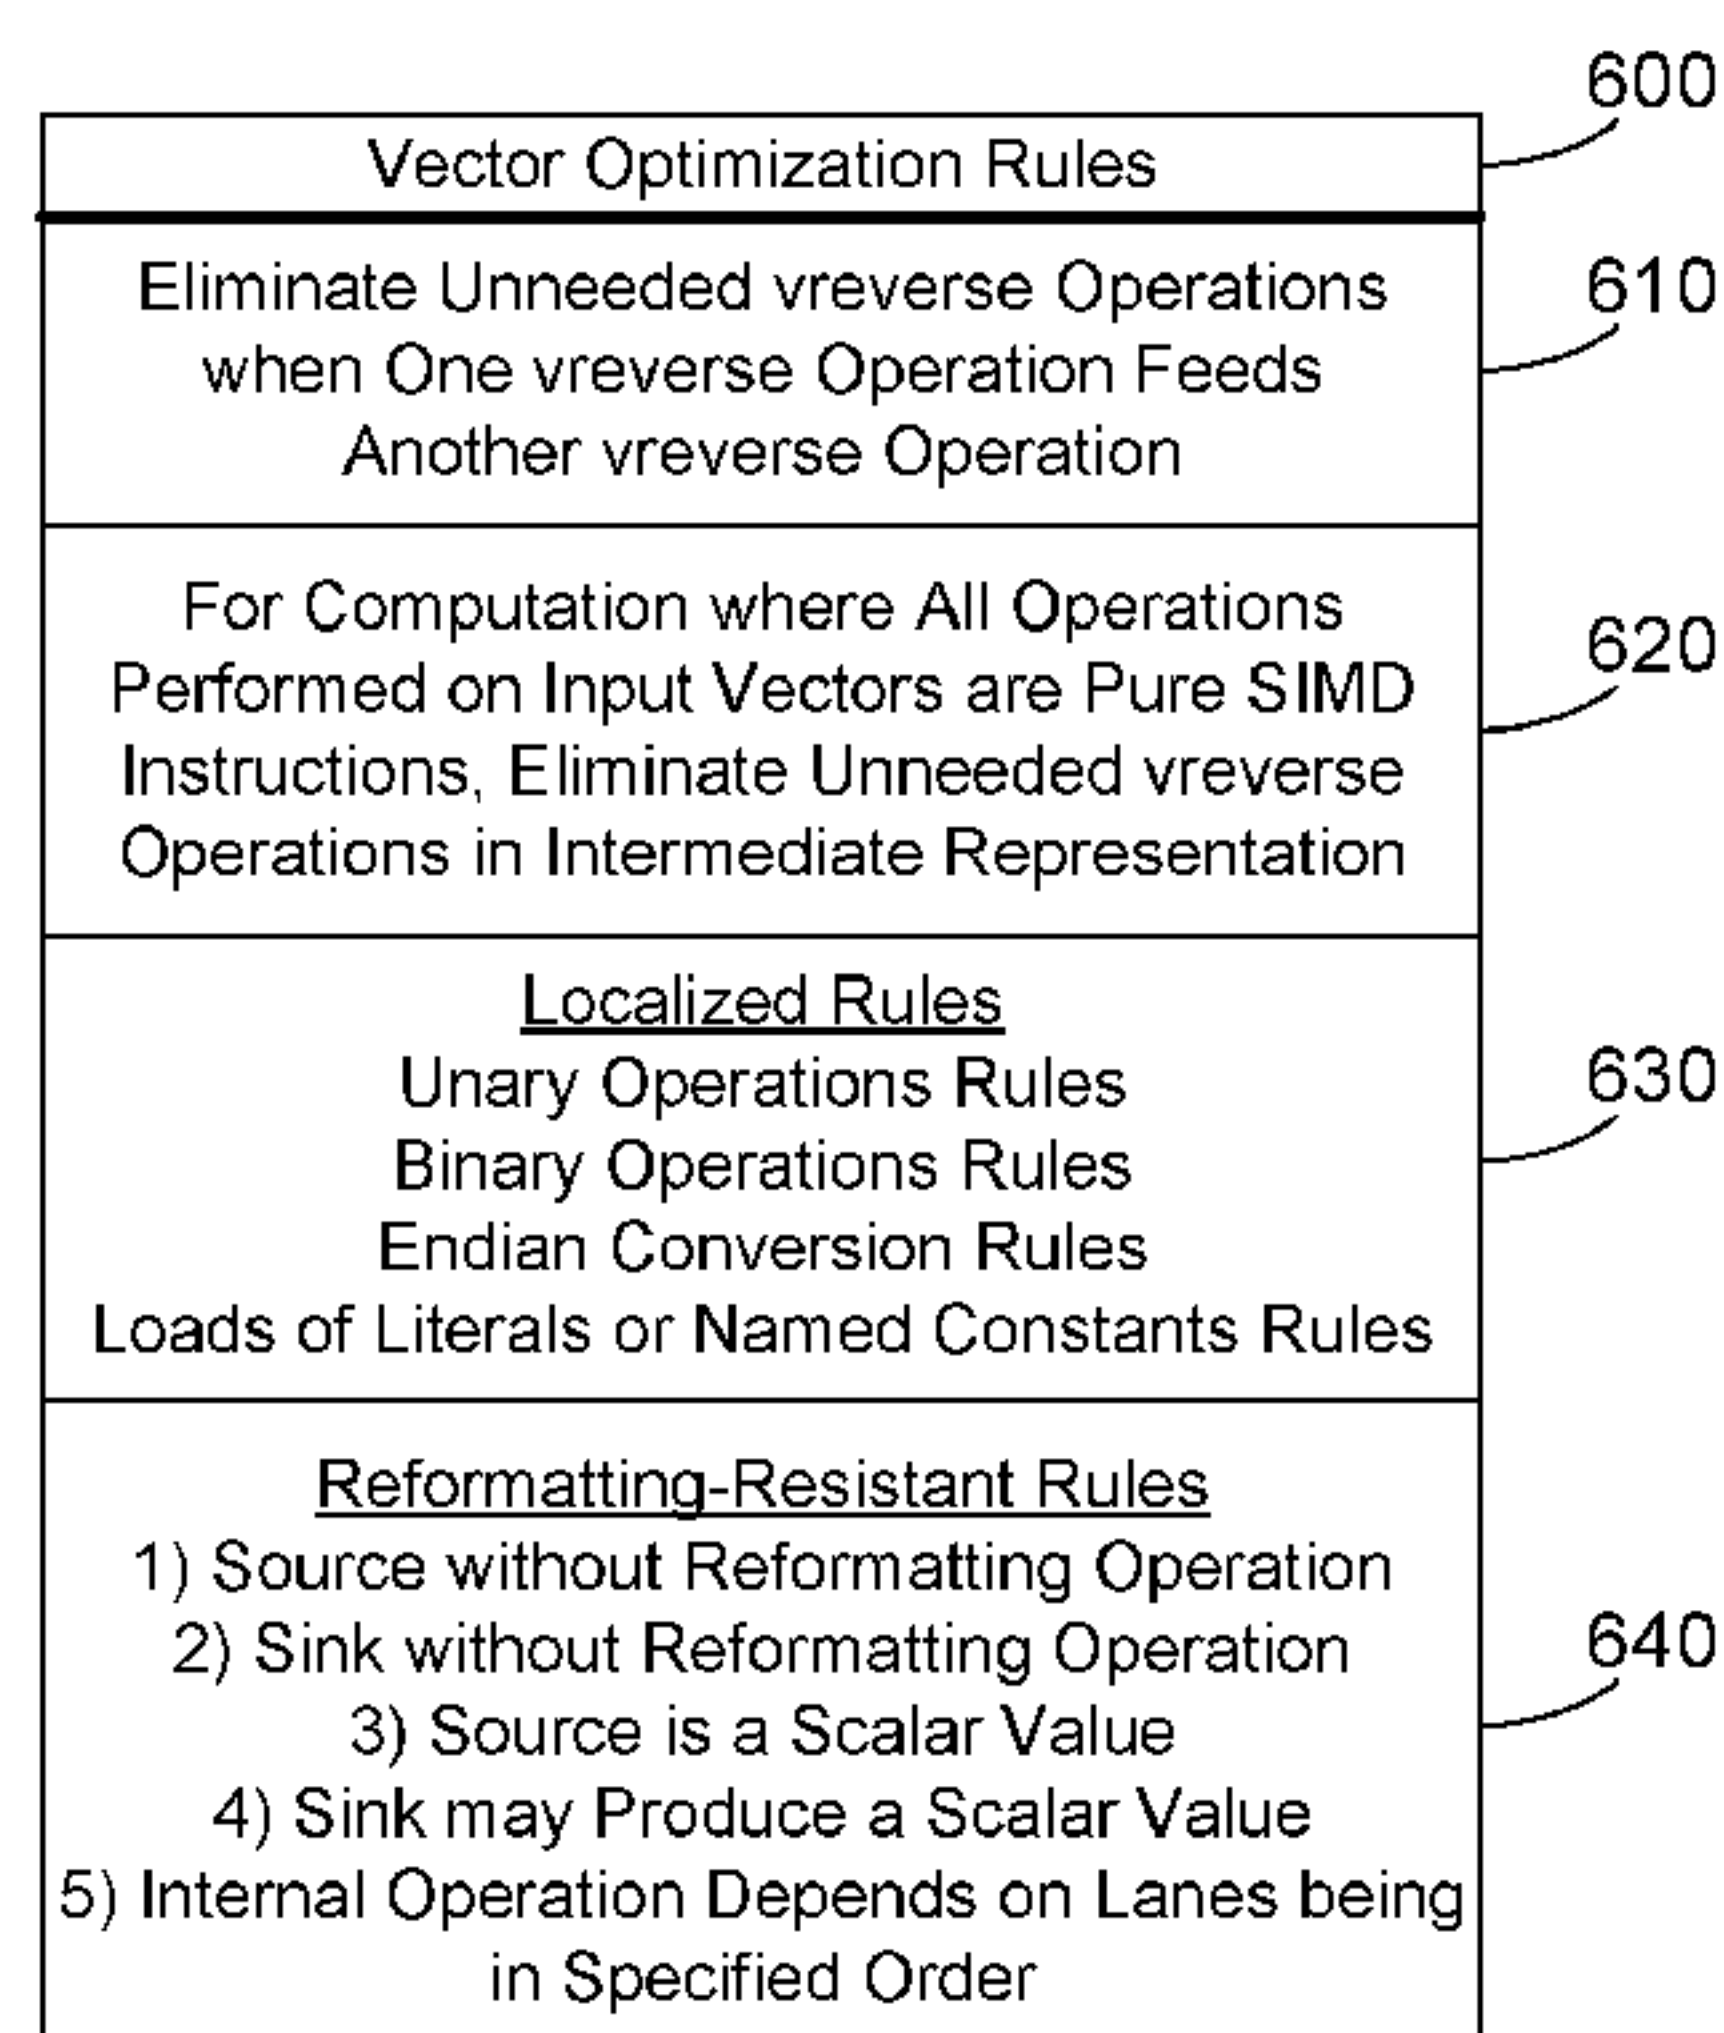 600
Vector Optimization Rules
Eliminate Unneeded vreverse Operations
when One vreverse Operation Feeds
Another vreverse Operation
610
For Computation where All Operations
Performed on Input Vectors are Pure SIMD
Instructions, Eliminate Unneeded vreverse
Operations in Intermediate Representation
620
Localized Rules
Unary Operations Rules
Binary Operations Rules
Endian Conversion Rules
Loads of Literals or Named Constants Rules
630
Reformatting-Resistant Rules
1) Source without Reformatting Operation
2) Sink without Reformatting Operation
3) Source is a Scalar Value
4) Sink may Produce a Scalar Value
5) Internal Operation Depends on Lanes being
in Specified Order
640